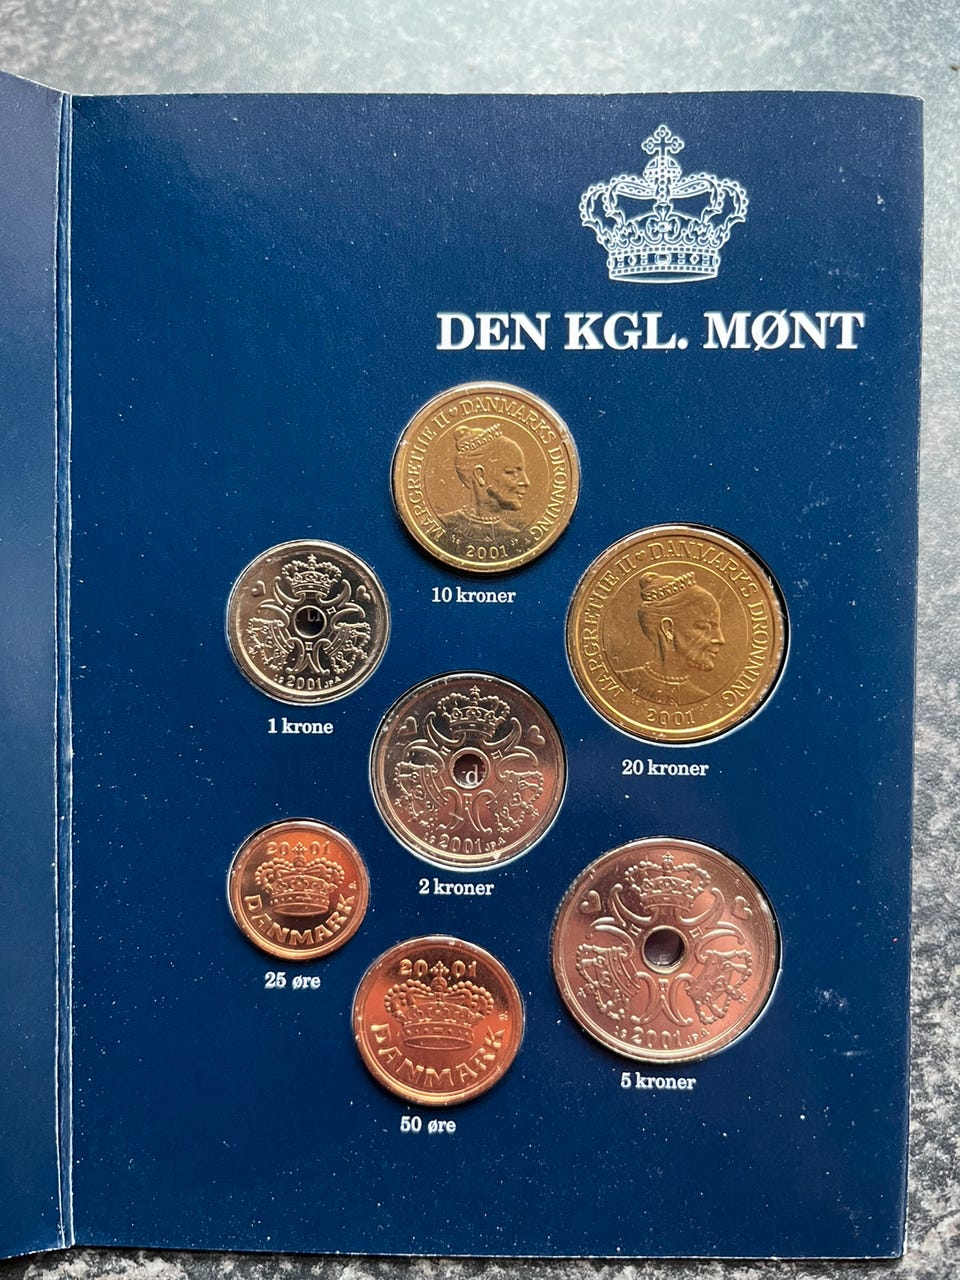 DEN KGL. MØNT
MARGRETHE II ♥ DANMARKS DRONNING
2001
10 kroner
2001
1 krone
MARGRETHE II ♥ DANMARKS DRONNING
2001
20 kroner
d
2001
2 kroner
20 01
DANMARK
25 øre
20 01
DANMARK
50 øre
2001
5 kroner